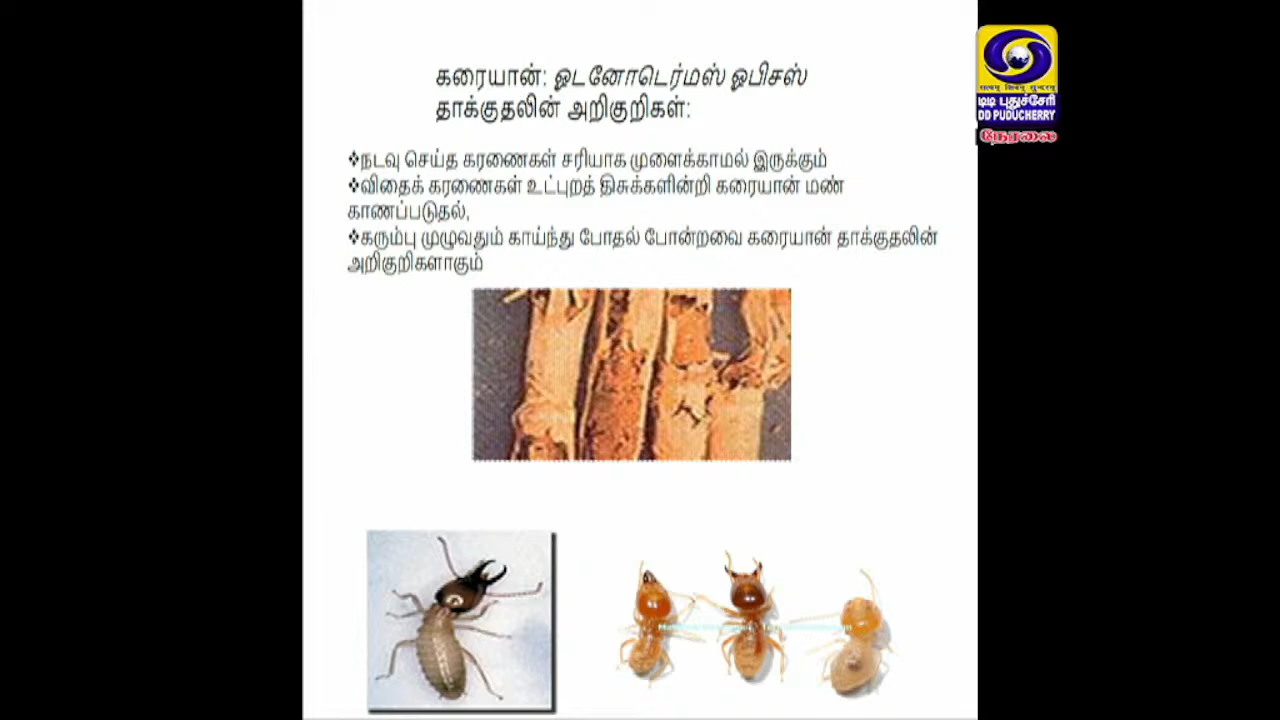 கரையான்: ஓடனோடெர்மஸ் ஓபிசஸ்
தாக்குதலின் அறிகுறிகள்:
❖நடவு செய்த கரணைகள் சரியாக முளைக்காமல் இருக்கும்
❖விதைக் கரணைகள் உட்புறத் திசுக்களின்றி கரையான் மண்
காணப்படுதல்,
❖கரும்பு முழுவதும் காய்ந்து போதல் போன்றவை கரையான் தாக்குதலின்
அறிகுறிகளாகும்
டிடி புதுச்சேரி
DD PUDUCHERRY
நேரலை